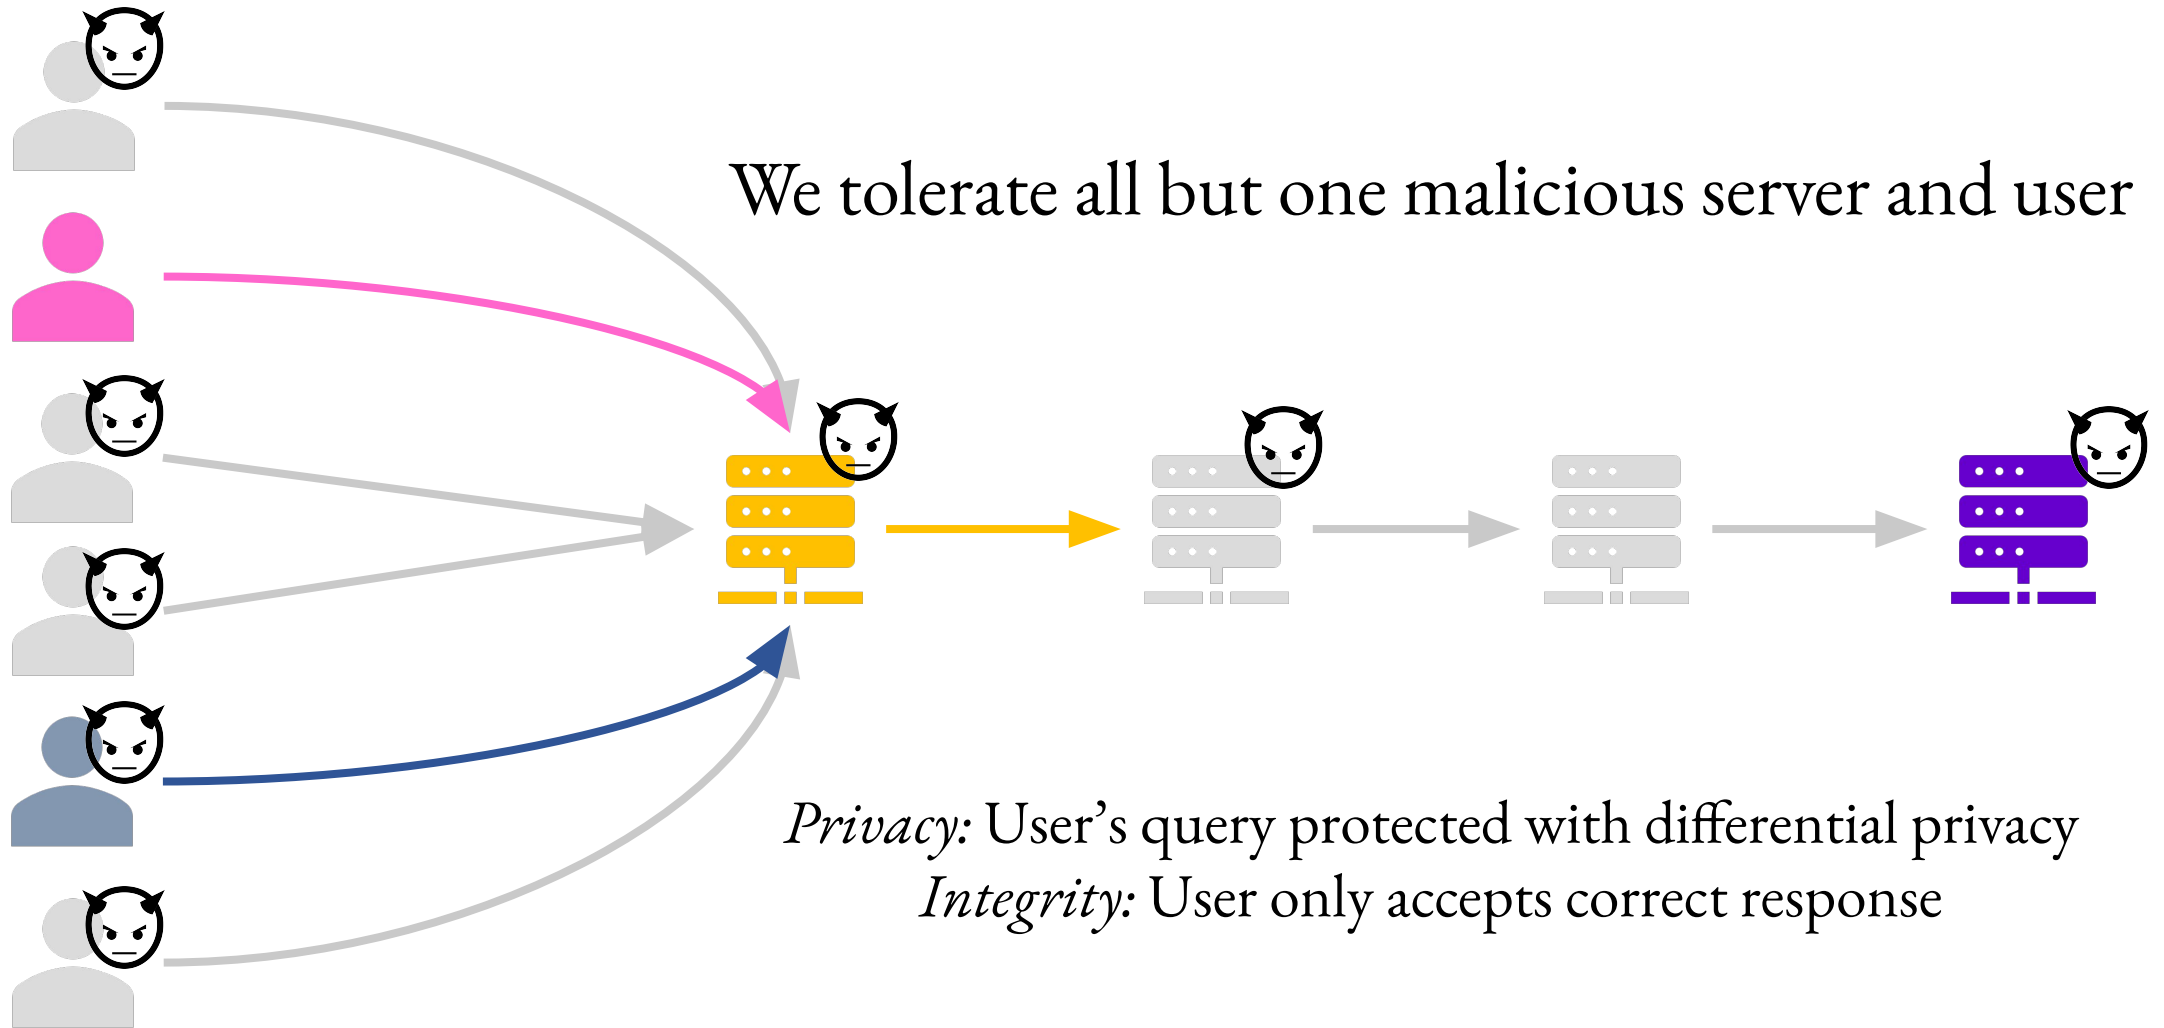 We tolerate all but one malicious server and user
Privacy: User’s query protected with differential privacy
Integrity: User only accepts correct response